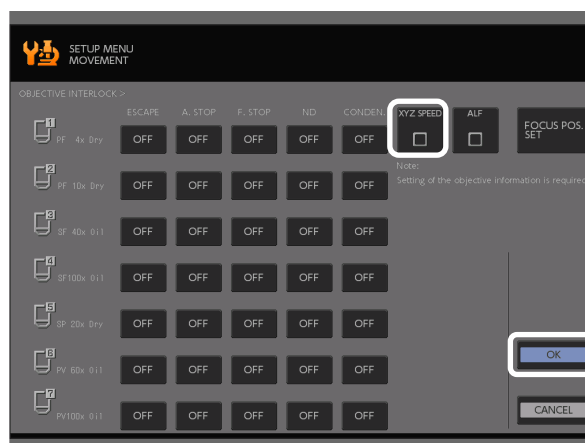 SETUP MENU
MOVEMENT
OBJECTIVE INTERLOCK >
ESCAPE A. STOP F. STOP ND CONDEN. XYZ SPEED ALF
FOCUS POS.
SET
1 PF 4x Dry OFF OFF OFF OFF OFF
Note:
Setting of the objective information is required
2 PF 10x Dry OFF OFF OFF OFF OFF
3 SF 40x Oil OFF OFF OFF OFF OFF
4 SF100x Oil OFF OFF OFF OFF OFF
5 SP 20x Dry OFF OFF OFF OFF OFF
6 PV 60x Oil OFF OFF OFF OFF OFF
OK
7 PV100x Oil OFF OFF OFF OFF OFF
CANCEL